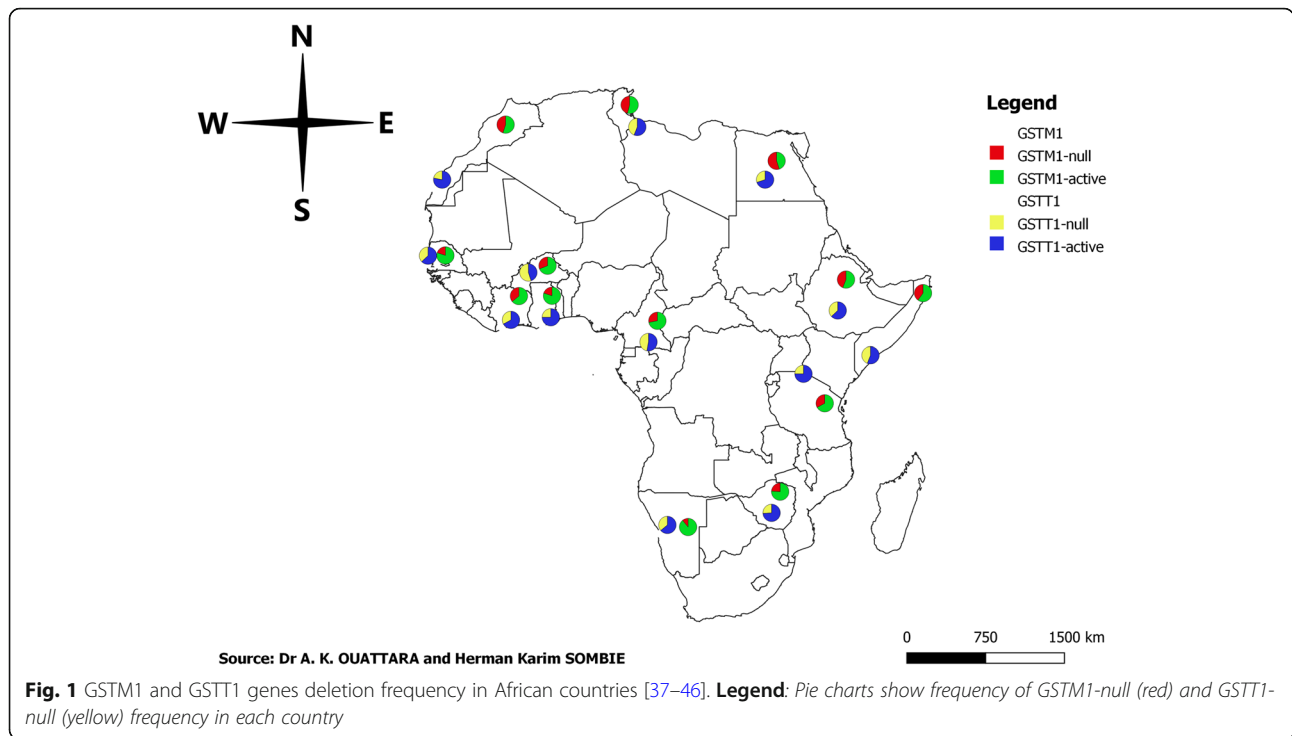 N
W E
S
Legend
GSTM1
GSTM1-null
GSTM1-active
GSTT1
GSTT1-null
GSTT1-active
0 750 1500 km
Source: Dr A. K. OUATTARA and Herman Karim SOMBIE
Fig. 1 GSTM1 and GSTT1 genes deletion frequency in African countries [37–46]. Legend: Pie charts show frequency of GSTM1-null (red) and GSTT1-
null (yellow) frequency in each country